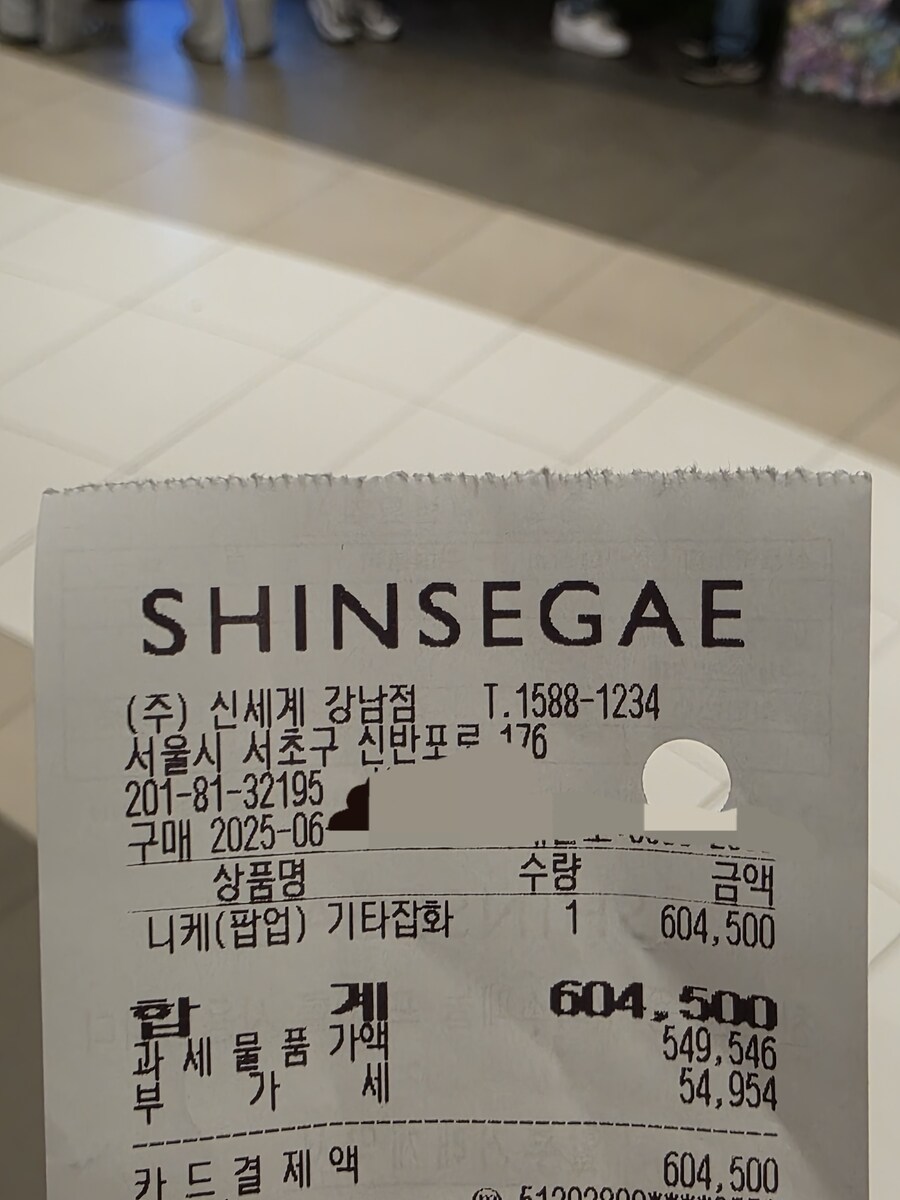 SHINSEGAE
(주) 신세계 강남점 T.1588-1234
서울시 서초구 신반포로 176
201-81-32195
구매 2025-06-
상품명 수량 금액
니케(팝업) 기타잡화 1 604,500
합 계 604,500
과 세 물 품 가액 549,546
부 가 세 54,954
카 드 결 제 액 604,500